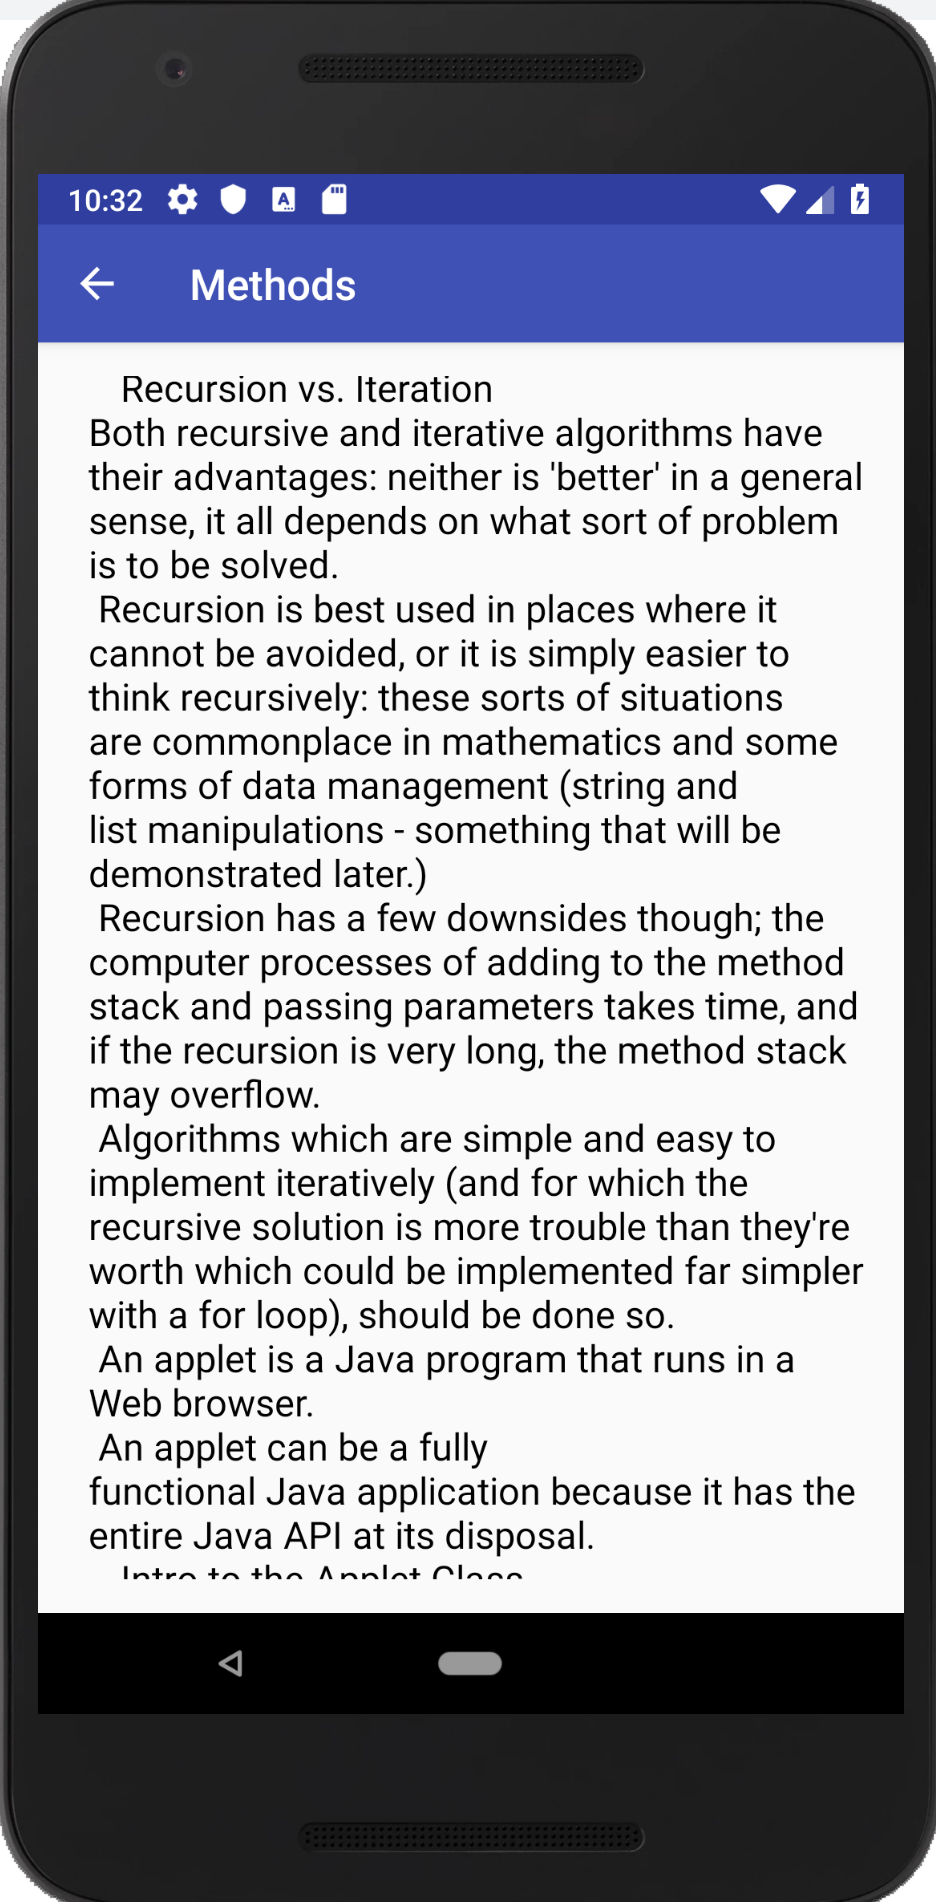 10:32
Methods
Recursion vs. Iteration
Both recursive and iterative algorithms have
their advantages: neither is 'better' in a general
sense, it all depends on what sort of problem
is to be solved.
Recursion is best used in places where it
cannot be avoided, or it is simply easier to
think recursively: these sorts of situations
are commonplace in mathematics and some
forms of data management (string and
list manipulations - something that will be
demonstrated later.)
Recursion has a few downsides though; the
computer processes of adding to the method
stack and passing parameters takes time, and
if the recursion is very long, the method stack
may overflow.
Algorithms which are simple and easy to
implement iteratively (and for which the
recursive solution is more trouble than they're
worth which could be implemented far simpler
with a for loop), should be done so.
An applet is a Java program that runs in a
Web browser.
An applet can be a fully
functional Java application because it has the
entire Java API at its disposal.
Intro to the Applet Class